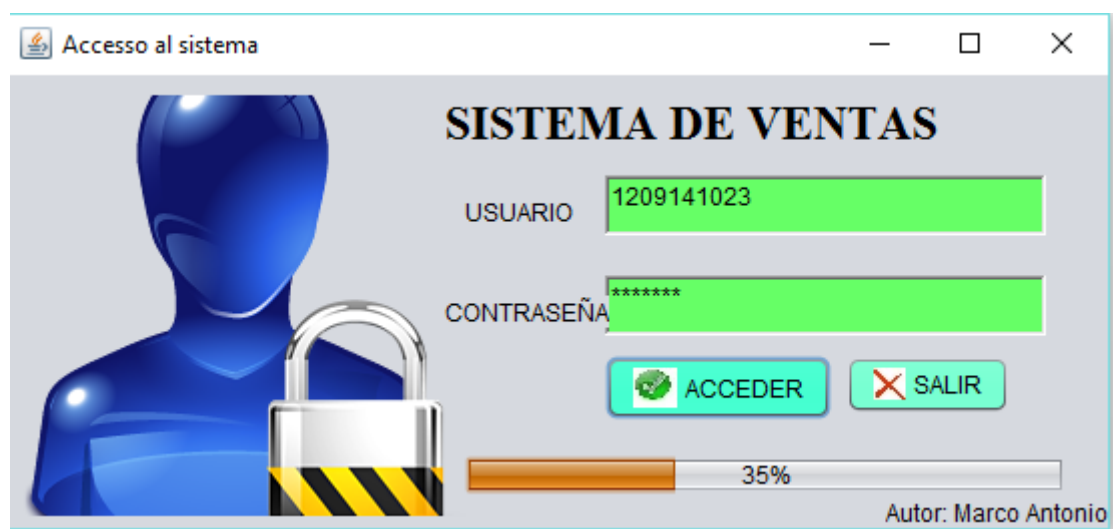 Accesso al sistema
SISTEMA DE VENTAS
USUARIO 1209141023
CONTRASEÑA *******
ACCEDER SALIR
35%
Autor: Marco Antonio